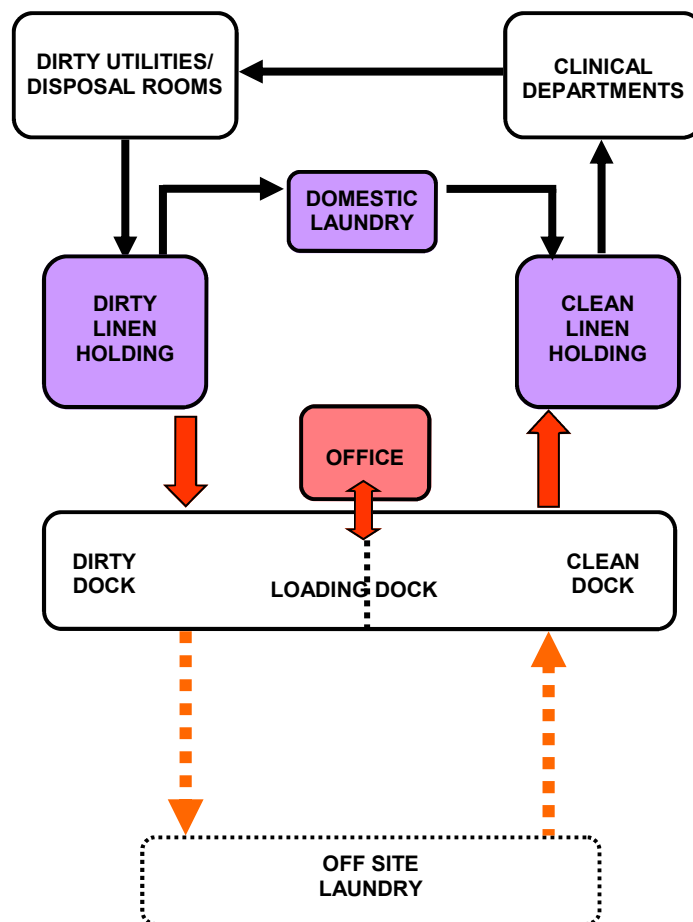 DIRTY UTILITIES/
DISPOSAL ROOMS
CLINICAL
DEPARTMENTS
DOMESTIC
LAUNDRY
DIRTY
LINEN
HOLDING
CLEAN
LINEN
HOLDING
OFFICE
DIRTY
DOCK
LOADING DOCK
CLEAN
DOCK
OFF SITE
LAUNDRY